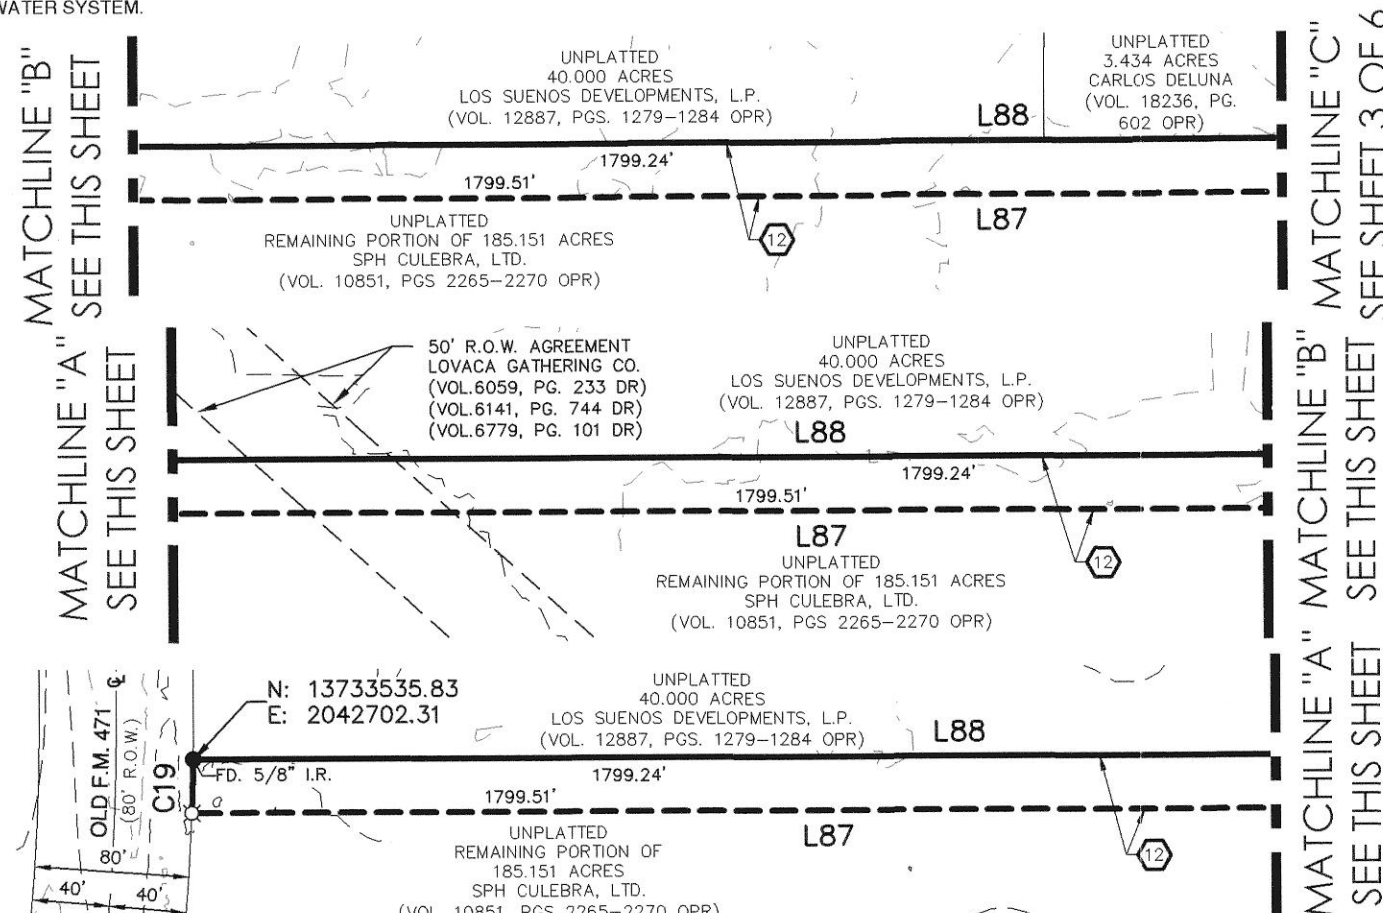 WATER SYSTEM.
MATCHLINE "B"
SEE THIS SHEET
UNPLATTED
40.000 ACRES
LOS SUENOS DEVELOPMENTS, L.P.
(VOL. 12887, PGS. 1279-1284 OPR)
L88
UNPLATTED
3.434 ACRES
CARLOS DELUNA
(VOL. 18236, PG.
602 OPR)
1799.24'
1799.51'
L87
UNPLATTED
REMAINING PORTION OF 185.151 ACRES
SPH CULEBRA, LTD.
(VOL. 10851, PGS 2265-2270 OPR)
12
MATCHLINE "C"
SEE SHEET 3 OF 6
MATCHLINE "A"
SEE THIS SHEET
50' R.O.W. AGREEMENT
LOVACA GATHERING CO.
(VOL.6059, PG. 233 DR)
(VOL.6141, PG. 744 DR)
(VOL.6779, PG. 101 DR)
UNPLATTED
40.000 ACRES
LOS SUENOS DEVELOPMENTS, L.P.
(VOL. 12887, PGS. 1279-1284 OPR)
L88
1799.24'
1799.51'
L87
UNPLATTED
REMAINING PORTION OF 185.151 ACRES
SPH CULEBRA, LTD.
(VOL. 10851, PGS 2265-2270 OPR)
12
MATCHLINE "B"
SEE THIS SHEET
OLD F.M. 471
(80' R.O.W.)
C19
N: 13733535.83
E: 2042702.31
FD. 5/8" I.R.
UNPLATTED
40.000 ACRES
LOS SUENOS DEVELOPMENTS, L.P.
(VOL. 12887, PGS. 1279-1284 OPR)
L88
1799.24'
1799.51'
L87
UNPLATTED
REMAINING PORTION OF
185.151 ACRES
SPH CULEBRA, LTD.
(VOL. 10851, PGS 2265-2270 OPR)
12
80'
40'
40'
MATCHLINE "A"
SEE THIS SHEET